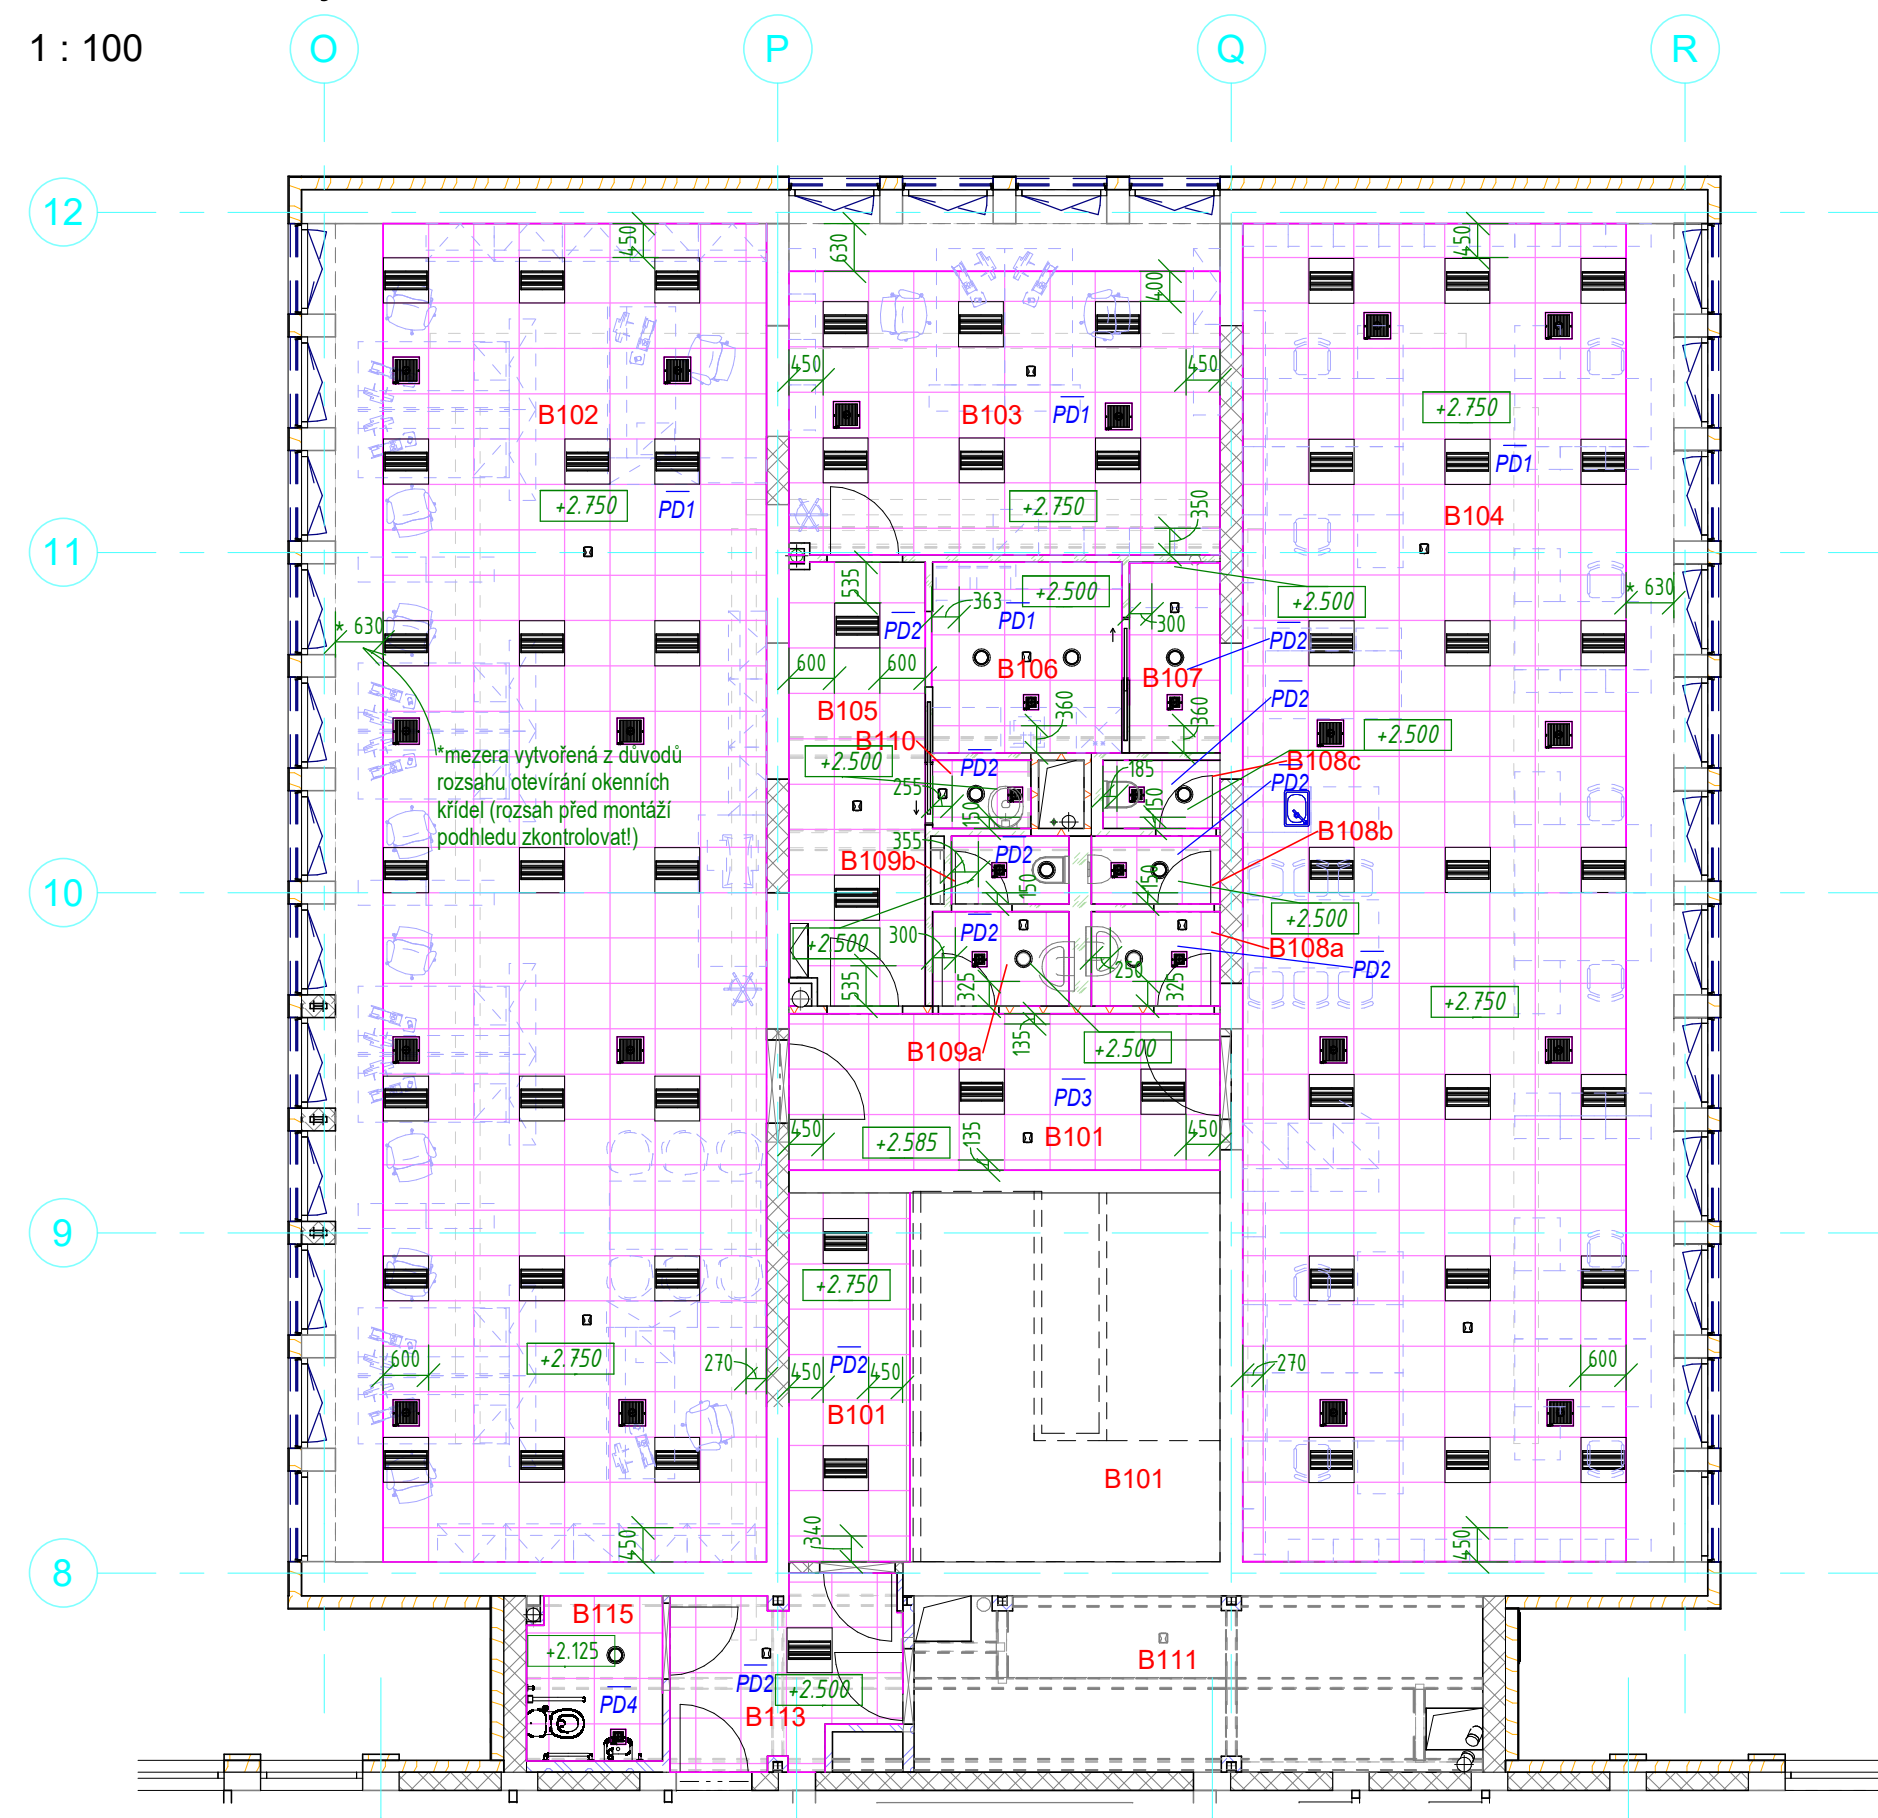 1 : 100
O
P
Q
R
12
11
10
9
8
450
630
450
400
450
450
B102
B103
PD1
+2.750
PD1
+2.750
PD1
+2.750
350
B104
535
363
+2.500
PD2
PD1
300
+2.500
* 630
* 630
PD2
600
600
B106
B107
PD2
B105
360
360
B110
+2.500
*mezera vytvořená z důvodů
rozsahu otevírání okenních
křídel (rozsah před montáží
podhledu zkontrolovat!)
+2.500
PD2
185
B108c
PD2
255
150
150
B108b
355
PD2
B109b
150
150
+2.500
300
PD2
+2.500
B108a
PD2
535
325
250
325
+2.750
135
B109a
+2.500
PD3
450
+2.585
135
B101
450
+2.750
PD2
600
+2.750
270
450
450
270
600
B101
B101
450
340
450
B115
+2.125
B111
PD2
+2.500
PD4
B113